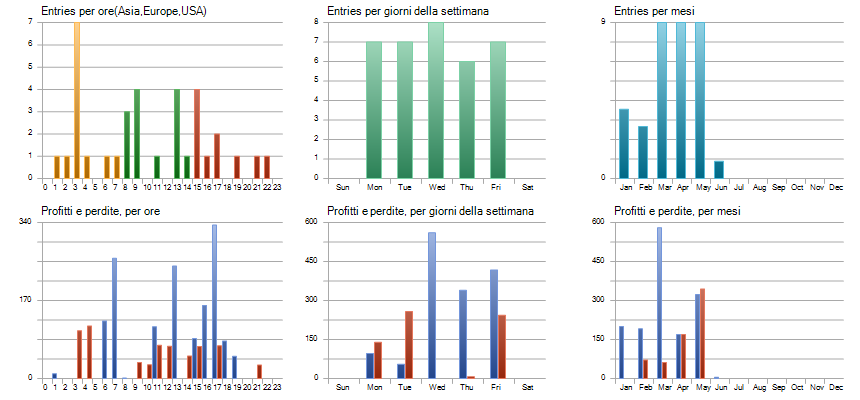 Entries per ore(Asia,Europe,USA)
7
6
5
4
3
2
1
0
0 1 2 3 4 5 6 7 8 9 10 11 12 13 14 15 16 17 18 19 20 21 22 23
Entries per giorni della settimana
8
7
6
5
4
3
2
1
0
Sun Mon Tue Wed Thu Fri Sat
Entries per mesi
9
0
Jan Feb Mar Apr May Jun Jul Aug Sep Oct Nov Dec
Profitti e perdite, per ore
340
170
0
0 1 2 3 4 5 6 7 8 9 10 11 12 13 14 15 16 17 18 19 20 21 22 23
Profitti e perdite, per giorni della settimana
600
450
300
150
0
Sun Mon Tue Wed Thu Fri Sat
Profitti e perdite, per mesi
600
450
300
150
0
Jan Feb Mar Apr May Jun Jul Aug Sep Oct Nov Dec